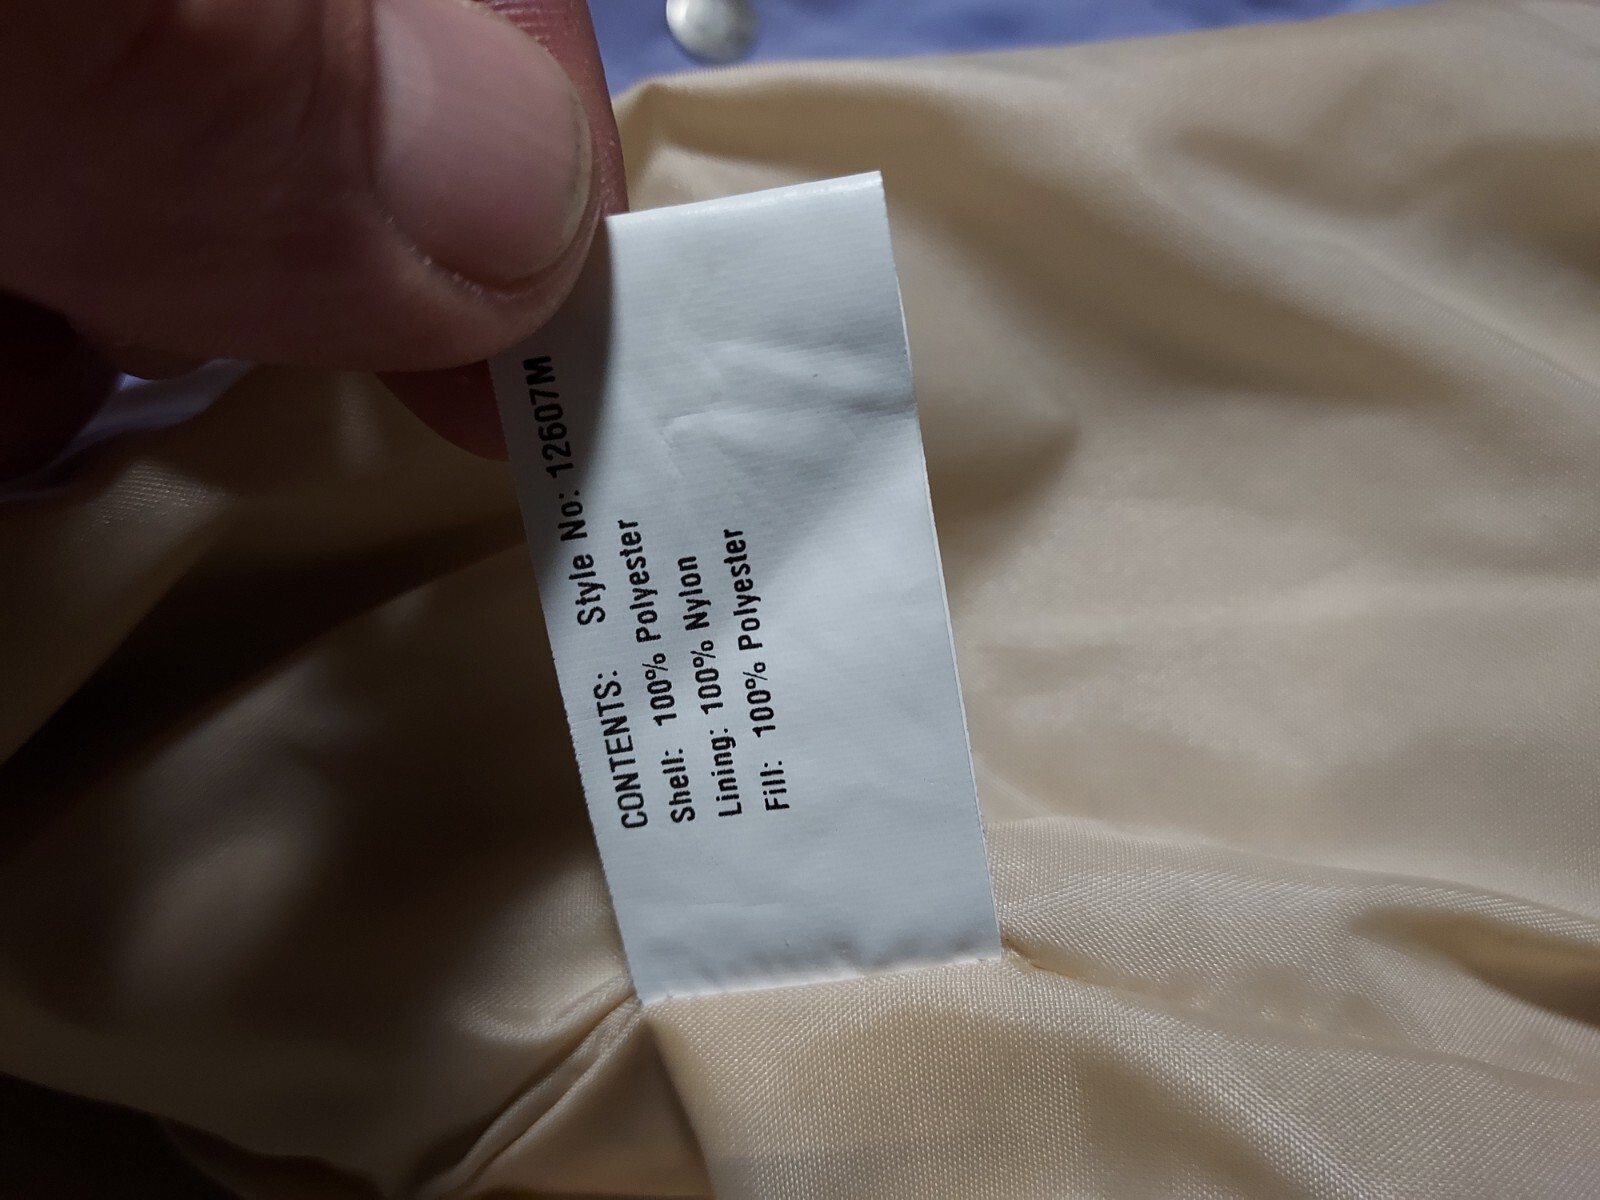 CONTENTS: Style No: 12607M
Shell: 100% Polyester
Lining: 100% Nylon
Fill: 100% Polyester